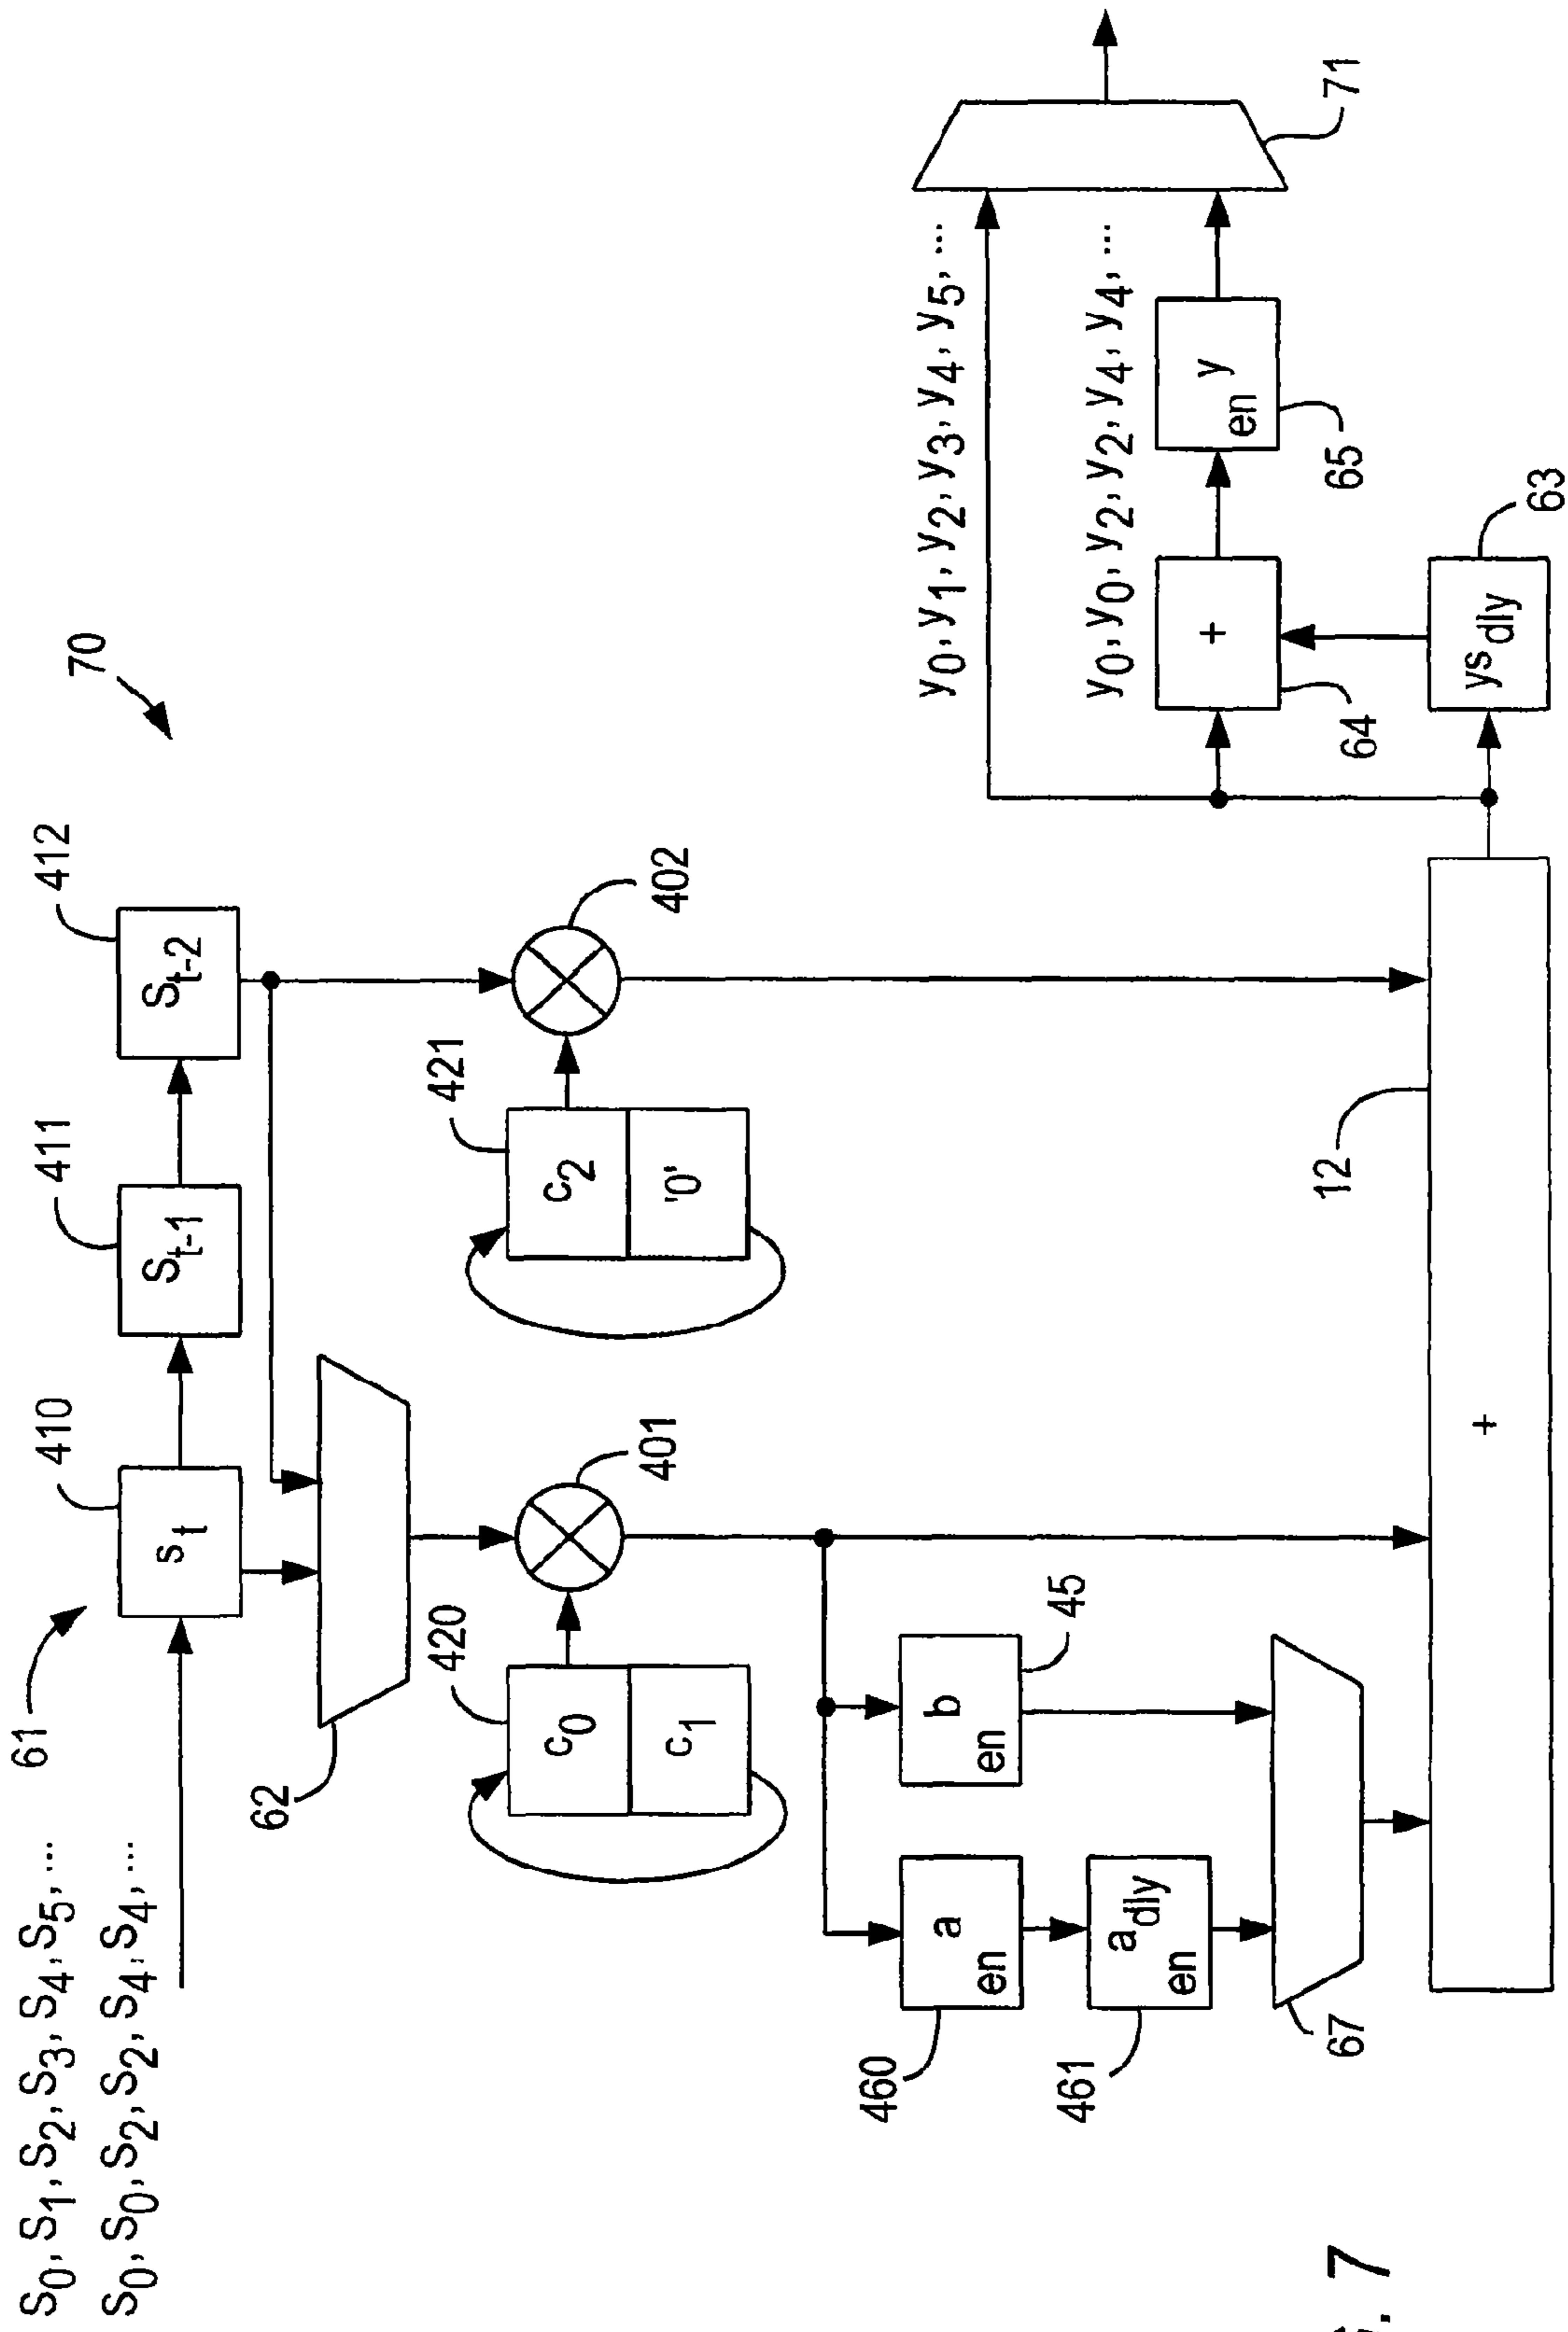 S0, S1, S2, S3, S4, S5, ...
S0, S0, S2, S2, S4, S4, ...
61
410
st
411
St-1
412
St-2
70
62
420
c0
c1
401
421
c2
'0'
402
460
a
en
461
adly
en
45
b
en
67
12
+
y0, y1, y2, y3, y4, y5, ...
y0, y0, y2, y2, y4, y4, ...
+
64
y
en
65
ysdly
63
71
7